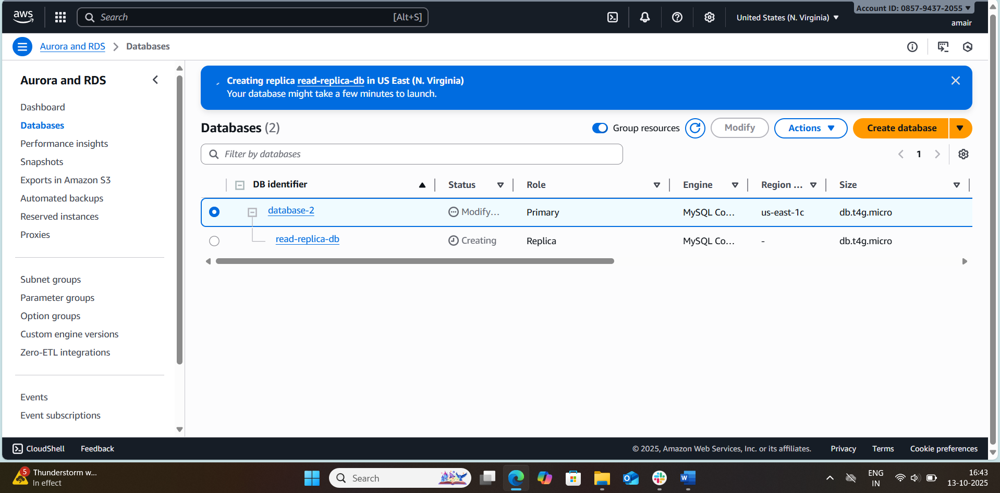 aws
Search [Alt+S]
United States (N. Virginia)
Account ID: 0857-9437-2055
amair
Aurora and RDS > Databases
Aurora and RDS
Dashboard
Databases
Performance insights
Snapshots
Exports in Amazon S3
Automated backups
Reserved instances
Proxies
Subnet groups
Parameter groups
Option groups
Custom engine versions
Zero-ETL integrations
Events
Event subscriptions
Creating replica read-replica-db in US East (N. Virginia)
Your database might take a few minutes to launch.
Databases (2)
Group resources
Modify
Actions
Create database
Filter by databases
1
DB identifier Status Role Engine Region ... Size
database-2 Modify... Primary MySQL Co... us-east-1c db.t4g.micro
read-replica-db Creating Replica MySQL Co... - db.t4g.micro
CloudShell Feedback © 2025, Amazon Web Services, Inc. or its affiliates. Privacy Terms Cookie preferences
5
Thunderstorm w...
In effect
Search
ENG
IN
16:43
13-10-2025